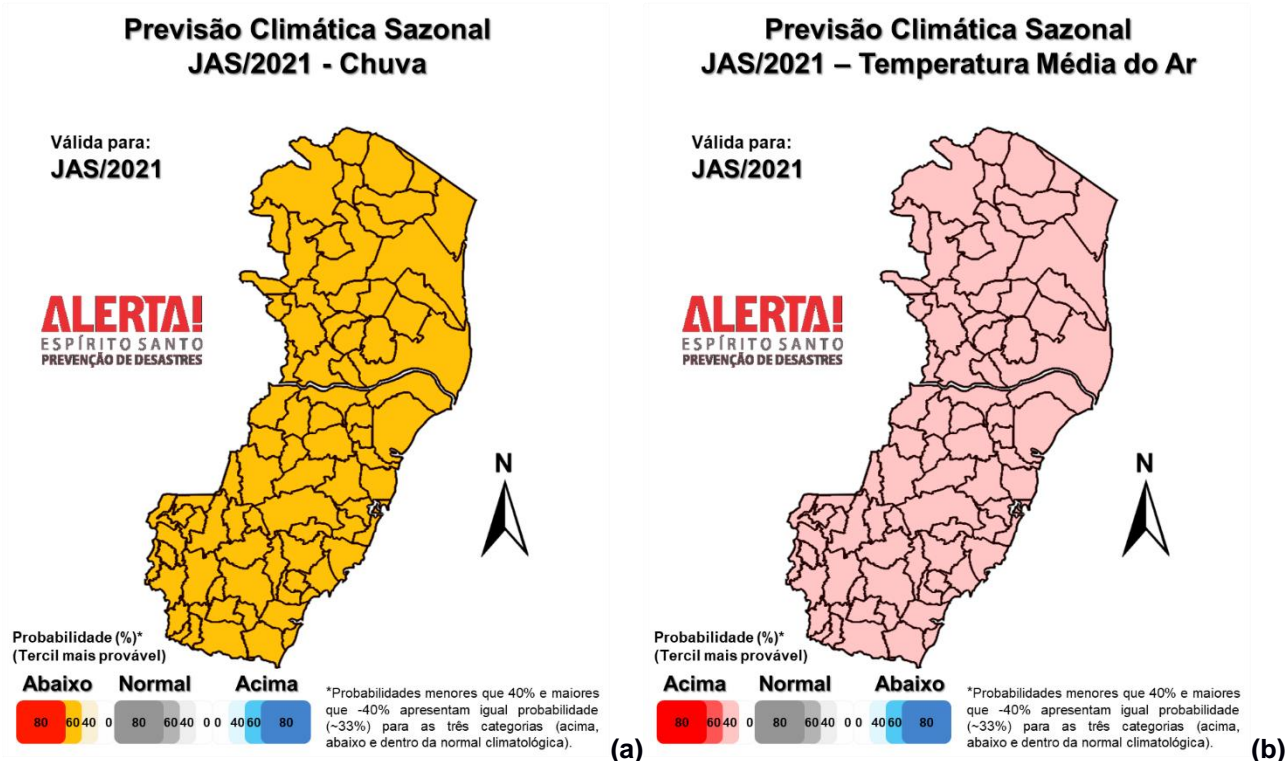 Previsão Climática Sazonal
JAS/2021 - Chuva
Válida para:
JAS/2021
ALERTA!
ESPÍRITO SANTO
PREVENÇÃO DE DESASTRES
N
Probabilidade (%)*
(Tercil mais provável)
Abaixo Normal Acima
80 60 40 0 80 60 40 0 0 40 60 80
*Probabilidades menores que 40% e maiores
que -40% apresentam igual probabilidade
(~33%) para as três categorias (acima,
abaixo e dentro da normal climatológica).
(a)
Previsão Climática Sazonal
JAS/2021 – Temperatura Média do Ar
Válida para:
JAS/2021
ALERTA!
ESPÍRITO SANTO
PREVENÇÃO DE DESASTRES
N
Probabilidade (%)*
(Tercil mais provável)
Acima Normal Abaixo
80 60 40 0 80 60 40 0 0 40 60 80
*Probabilidades menores que 40% e maiores
que -40% apresentam igual probabilidade
(~33%) para as três categorias (acima,
abaixo e dentro da normal climatológica).
(b)